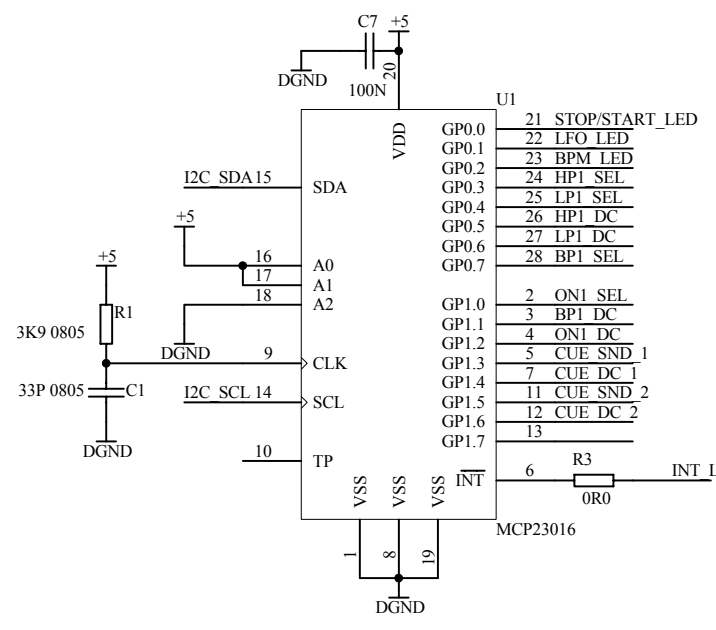 C7
+5
20
DGND
100N
U1
VDD
GP0.0 21 STOP/START_LED
GP0.1 22 LFO_LED
GP0.2 23 BPM_LED
I2C_SDA 15 SDA
GP0.3 24 HP1_SEL
GP0.4 25 LP1_SEL
+5
GP0.5 26 HP1_DC
GP0.6 27 LP1_DC
16 A0
GP0.7 28 BP1_SEL
+5
17 A1
18 A2
GP1.0 2 ON1_SEL
R1
GP1.1 3 BP1_DC
3K9 0805
GP1.2 4 ON1_DC
DGND
9 CLK
GP1.3 5 CUE_SND_1
GP1.4 7 CUE_DC_1
33P 0805 C1
I2C_SCL 14 SCL
GP1.5 11 CUE_SND_2
GP1.6 12 CUE_DC_2
GP1.7 13
DGND
10 TP
R3
INT 6
INT_L
0R0
VSS VSS VSS
MCP23016
1 8 19
DGND